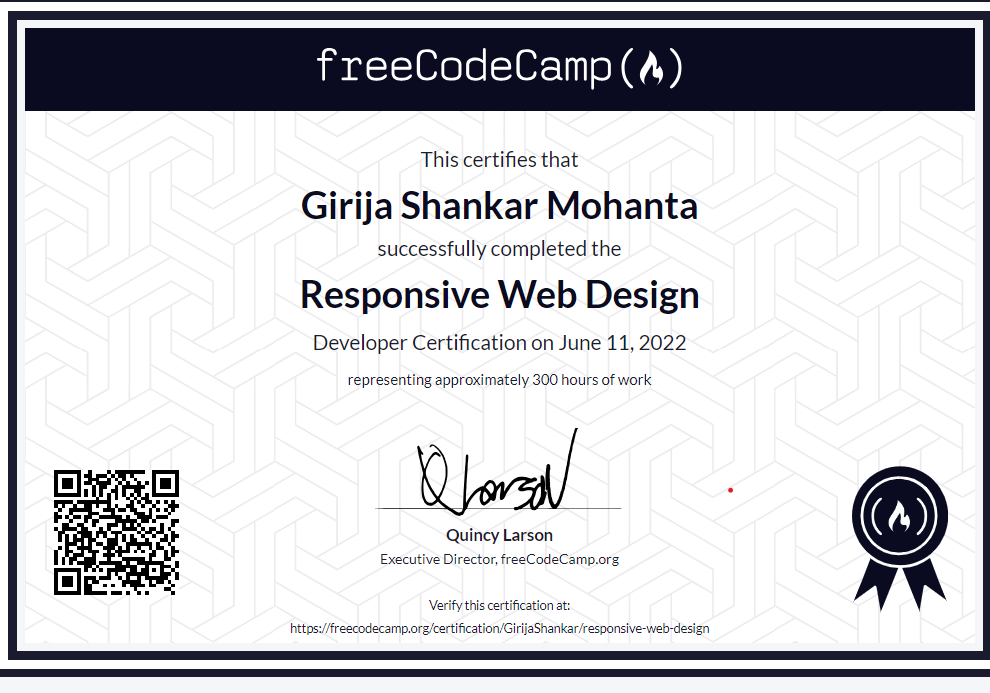 freeCodeCamp
This certifies that
Girija Shankar Mohanta
successfully completed the
Responsive Web Design
Developer Certification on June 11, 2022
representing approximately 300 hours of work
Quincy Larson
Executive Director, freeCodeCamp.org
Verify this certification at:
https://freecodecamp.org/certification/GirijaShankar/responsive-web-design